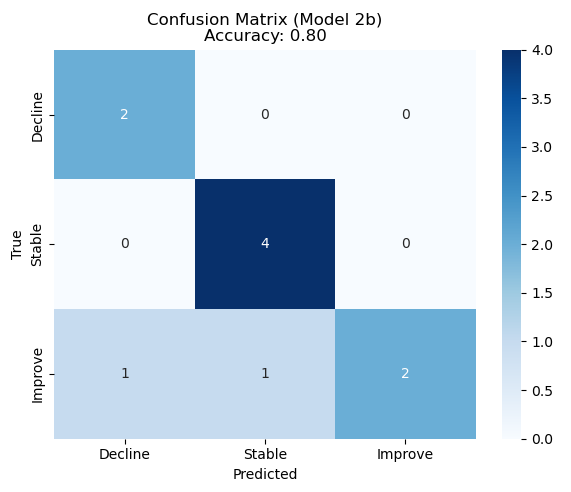 Confusion Matrix (Model 2b)
Accuracy: 0.80
True
Decline
2 0 0
Stable
0 4 0
Improve
1 1 2
Decline Stable Improve
Predicted
4.0
3.5
3.0
2.5
2.0
1.5
1.0
0.5
0.0